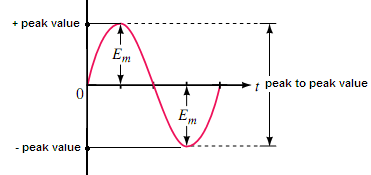 + peak value
Em
0
t peak to peak value
Em
- peak value